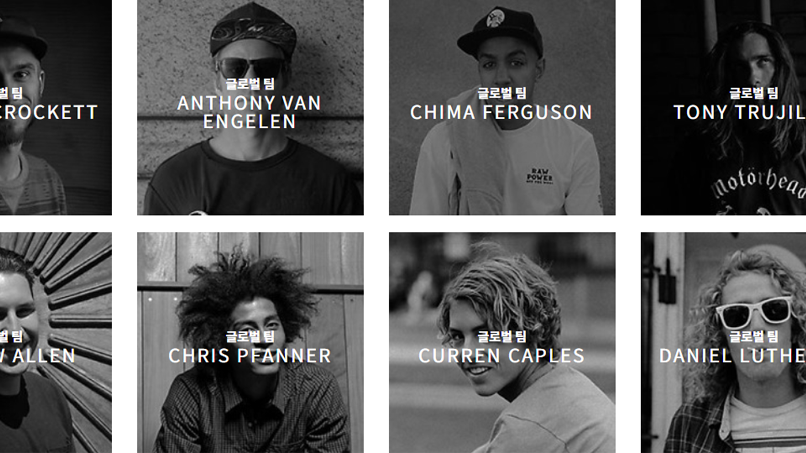 글로벌 팀
CROCKETT
글로벌 팀
ANTHONY VAN
ENGELEN
글로벌 팀
CHIMA FERGUSON
RAW
POWER
글로벌 팀
TONY TRUJIL
Motörhead
글로벌 팀
ALLEN
글로벌 팀
CHRIS PFANNER
글로벌 팀
CURREN CAPLES
글로벌 팀
DANIEL LUTHE